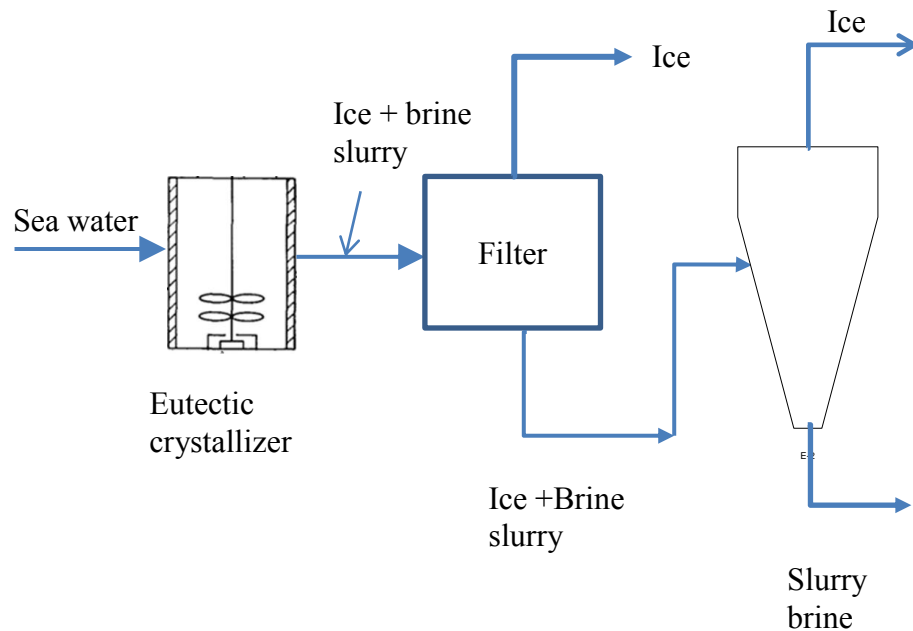 Ice
Ice
Ice + brine
slurry
Sea water
Filter
Eutectic
crystallizer
Ice +Brine
slurry
Slurry
brine